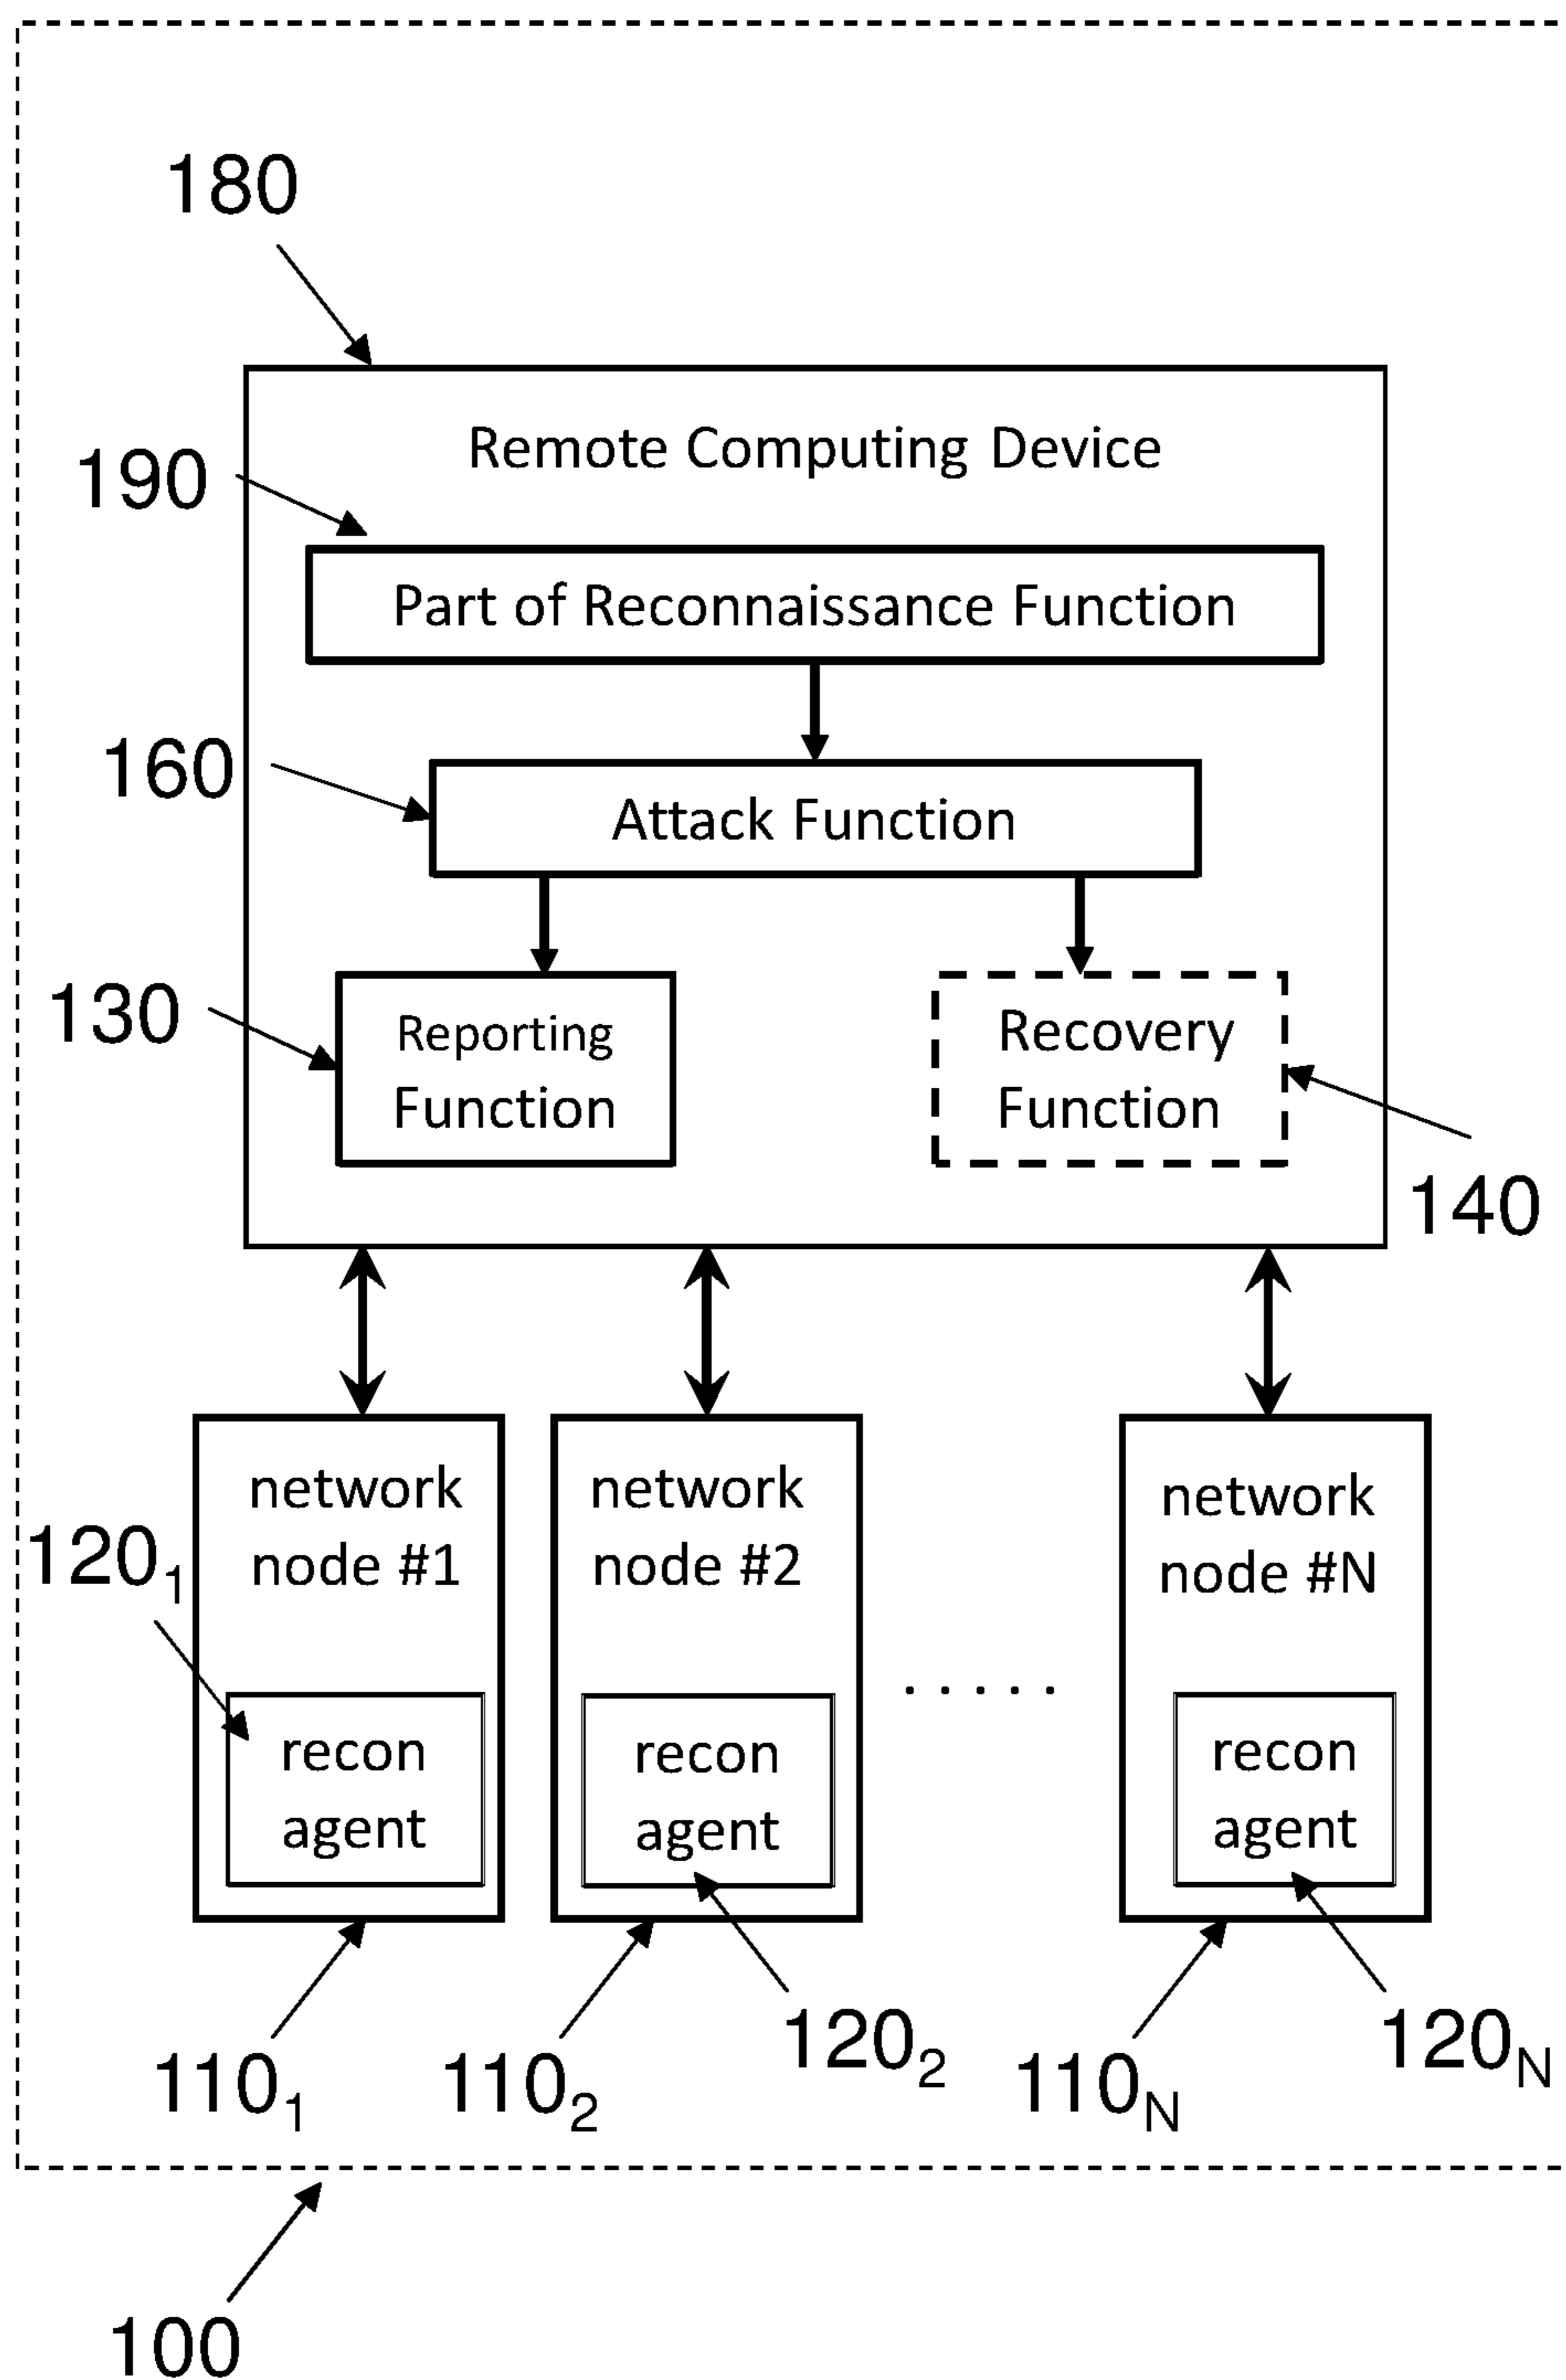 180
Remote Computing Device
190
Part of Reconnaissance Function
160
Attack Function
130
Reporting
Function
Recovery
Function
140
network
node #1
network
node #2
network
node #N
120₁
recon
agent
recon
agent
. . . . .
recon
agent
110₁
110₂
120₂
110N
120N
100